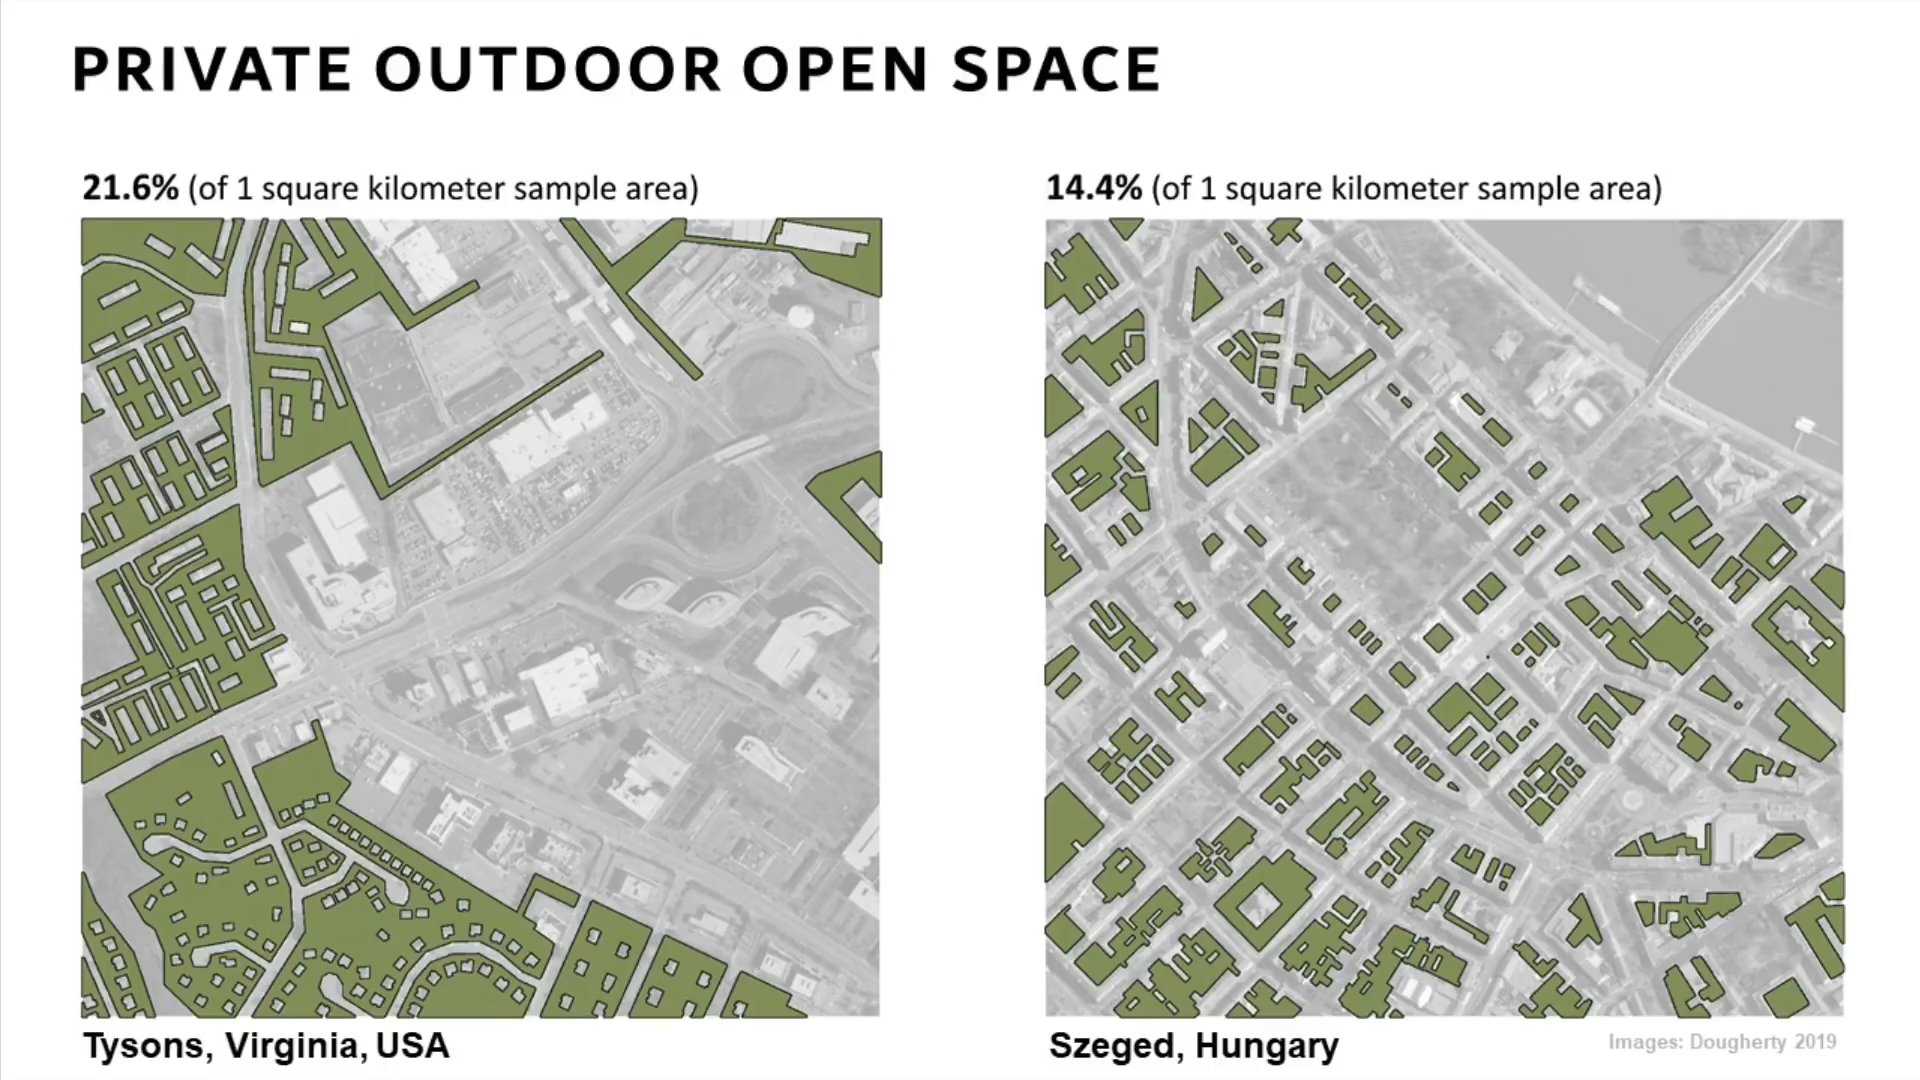 PRIVATE OUTDOOR OPEN SPACE
21.6% (of 1 square kilometer sample area)
14.4% (of 1 square kilometer sample area)
Tysons, Virginia, USA
Szeged, Hungary
Images: Dougherty 2019